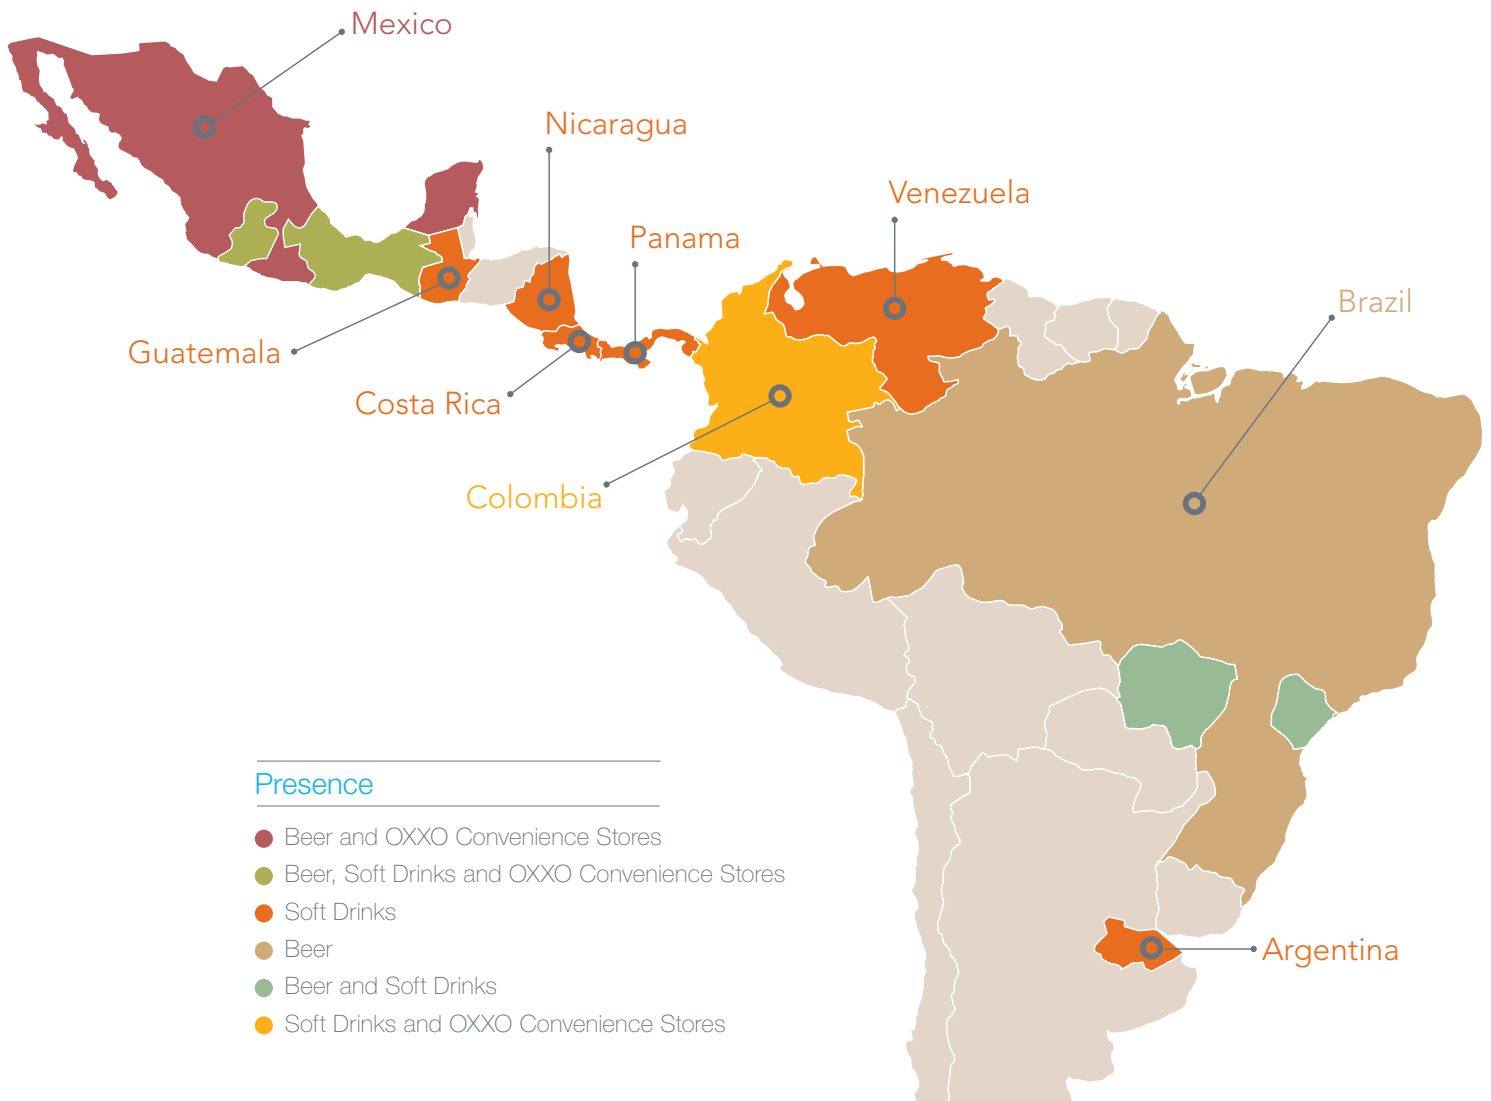 Mexico
Nicaragua
Venezuela
Panama
Brazil
Guatemala
Costa Rica
Colombia
Presence
Beer and OXXO Convenience Stores
Beer, Soft Drinks and OXXO Convenience Stores
Soft Drinks
Beer
Beer and Soft Drinks
Soft Drinks and OXXO Convenience Stores
Argentina